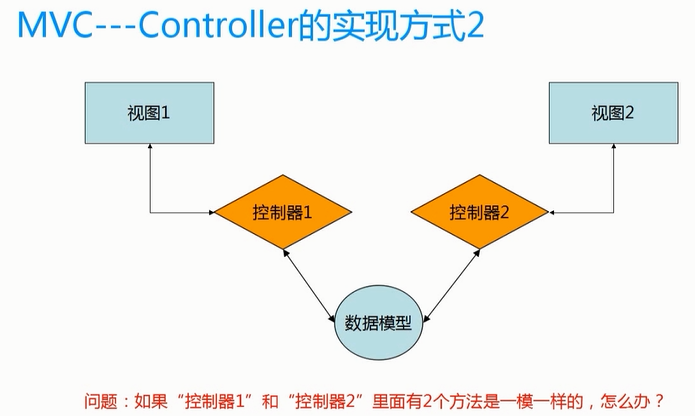 MVC---Controller的实现方式2
视图1
视图2
控制器1
控制器2
数据模型
问题：如果“控制器1”和“控制器2”里面有2个方法是一模一样的，怎么办？